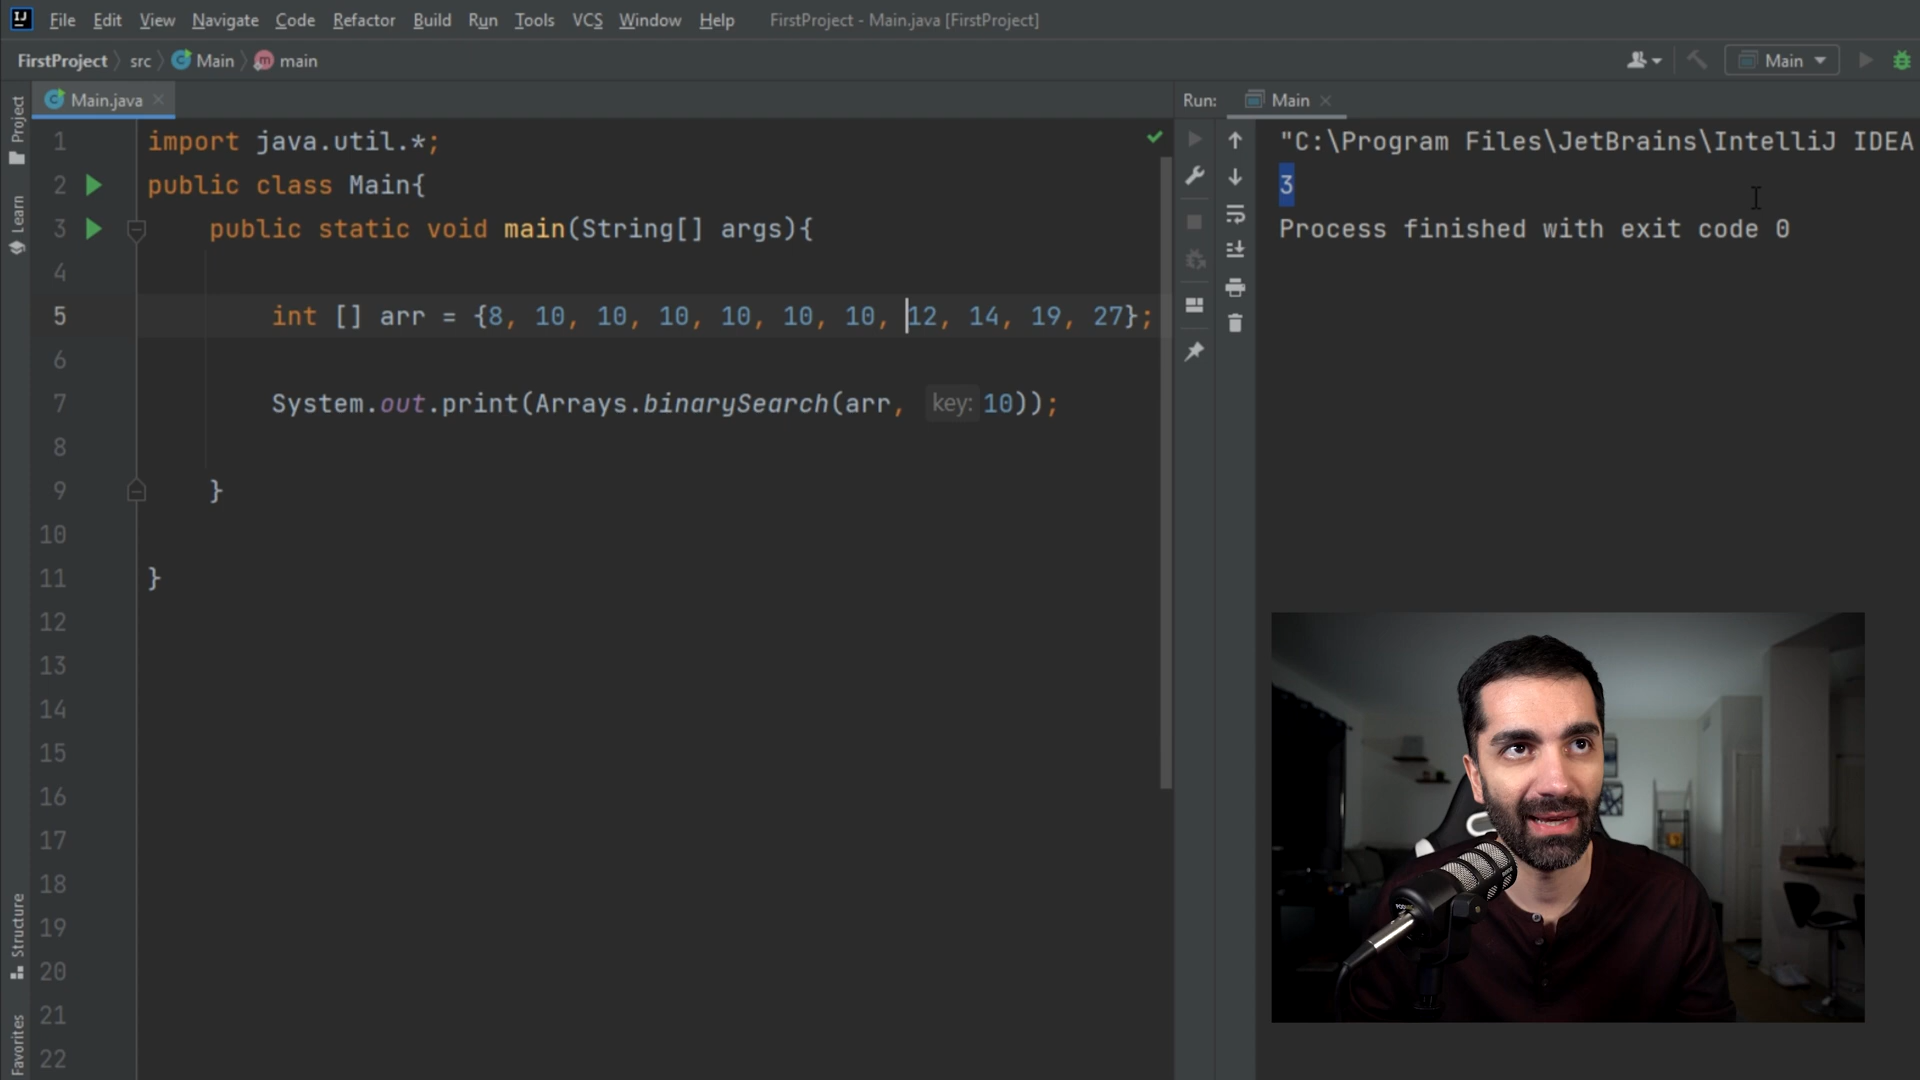 File Edit View Navigate Code Refactor Build Run Tools VCS Window Help FirstProject - Main.java [FirstProject]
FirstProject src Main main
Main
Main.java
Run: Main
Project
Learn
Structure
Favorites
1 import java.util.*;
2 public class Main{
3 public static void main(String[] args){
4
5 int [] arr = {8, 10, 10, 10, 10, 10, 10, 12, 14, 19, 27};
6
7 System.out.print(Arrays.binarySearch(arr, key: 10));
8
9 }
10
11 }
12
13
14
15
16
17
18
19
20
21
22
"C:\Program Files\JetBrains\IntelliJ IDEA
3
Process finished with exit code 0